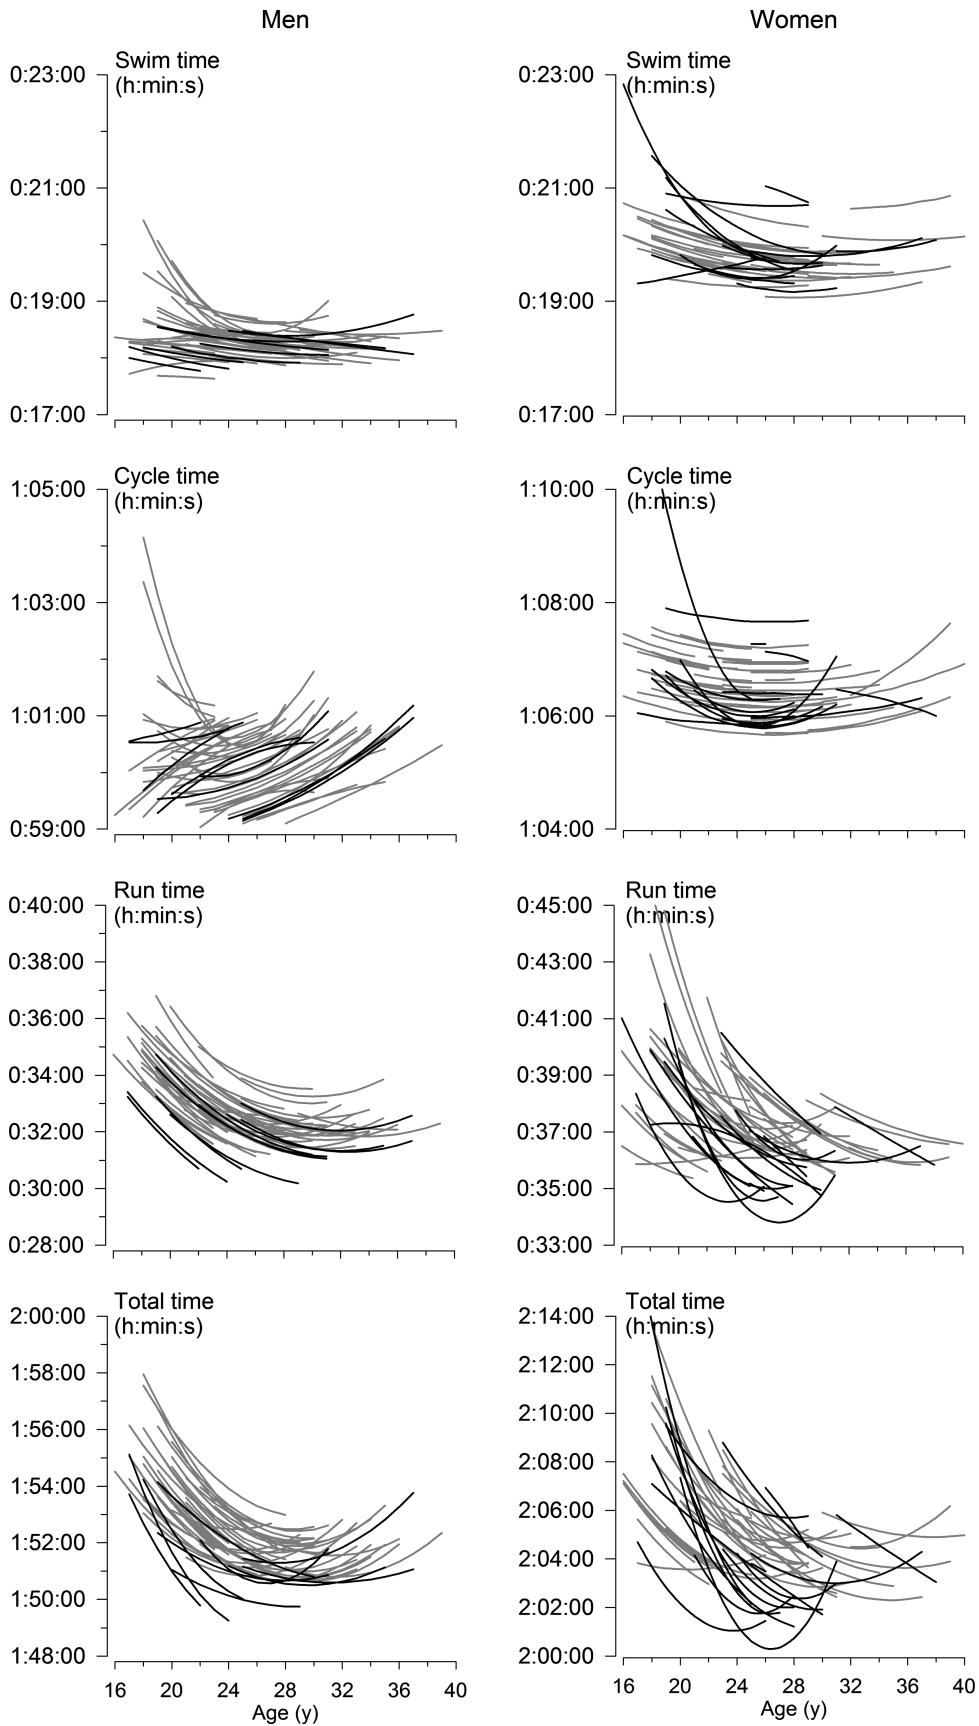 Men Women
Swim time
(h:min:s)
0:23:00
0:21:00
0:19:00
0:17:00
Swim time
(h:min:s)
0:23:00
0:21:00
0:19:00
0:17:00
Cycle time
(h:min:s)
1:05:00
1:03:00
1:01:00
0:59:00
Cycle time
(h:min:s)
1:10:00
1:08:00
1:06:00
1:04:00
Run time
(h:min:s)
0:40:00
0:38:00
0:36:00
0:34:00
0:32:00
0:30:00
0:28:00
Run time
(h:min:s)
0:45:00
0:43:00
0:41:00
0:39:00
0:37:00
0:35:00
0:33:00
Total time
(h:min:s)
2:00:00
1:58:00
1:56:00
1:54:00
1:52:00
1:50:00
1:48:00
16 20 24 28 32 36 40
Age (y)
Total time
(h:min:s)
2:14:00
2:12:00
2:10:00
2:08:00
2:06:00
2:04:00
2:02:00
2:00:00
16 20 24 28 32 36 40
Age (y)